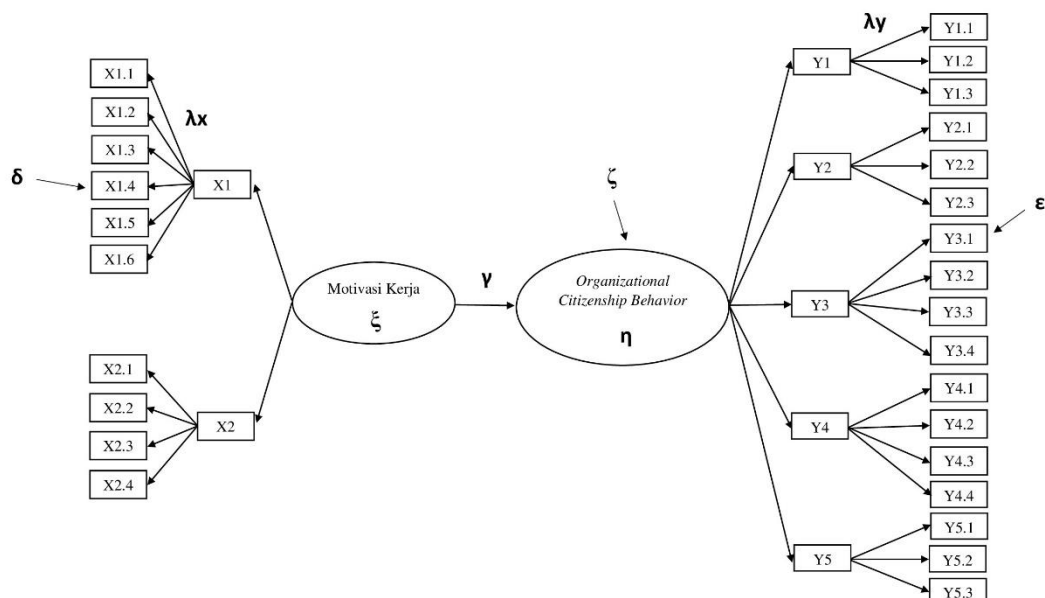 X1.1
X1.2
X1.3
X1.4
X1.5
X1.6
λx
δ
X1
X2.1
X2.2
X2.3
X2.4
X2
Motivasi Kerja
ξ
γ
ζ
Organizational
Citizenship Behavior
η
λy
Y1
Y1.1
Y1.2
Y1.3
Y2
Y2.1
Y2.2
Y2.3
ε
Y3
Y3.1
Y3.2
Y3.3
Y3.4
Y4
Y4.1
Y4.2
Y4.3
Y4.4
Y5
Y5.1
Y5.2
Y5.3